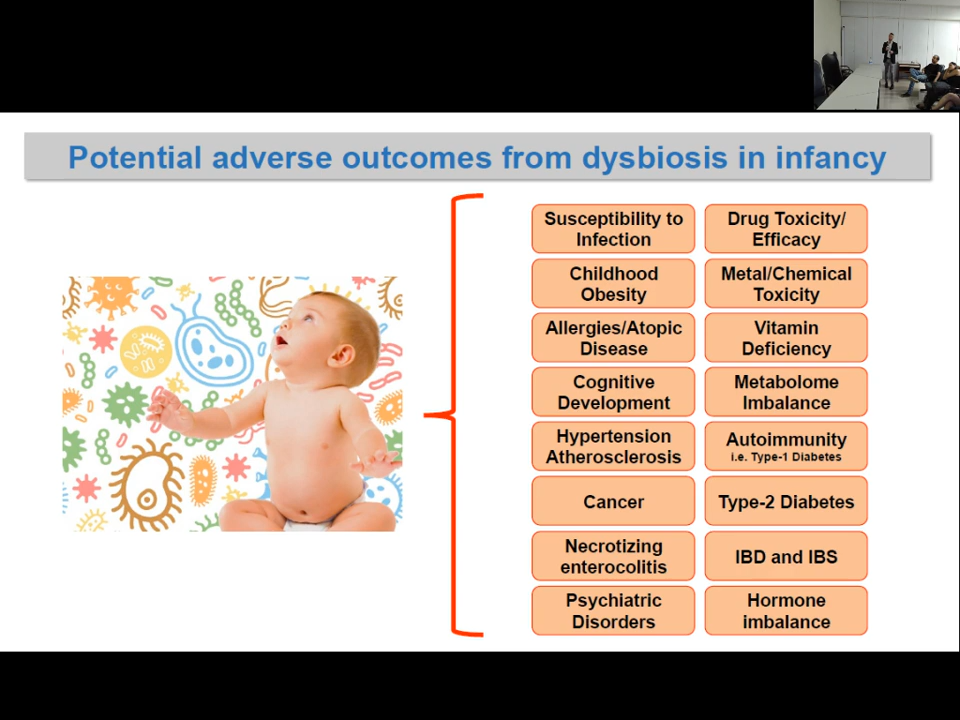 Potential adverse outcomes from dysbiosis in infancy
Susceptibility to
Infection
Drug Toxicity/
Efficacy
Childhood
Obesity
Metal/Chemical
Toxicity
Allergies/Atopic
Disease
Vitamin
Deficiency
Cognitive
Development
Metabolome
Imbalance
Hypertension
Atherosclerosis
Autoimmunity
i.e. Type-1 Diabetes
Cancer
Type-2 Diabetes
Necrotizing
enterocolitis
IBD and IBS
Psychiatric
Disorders
Hormone
imbalance